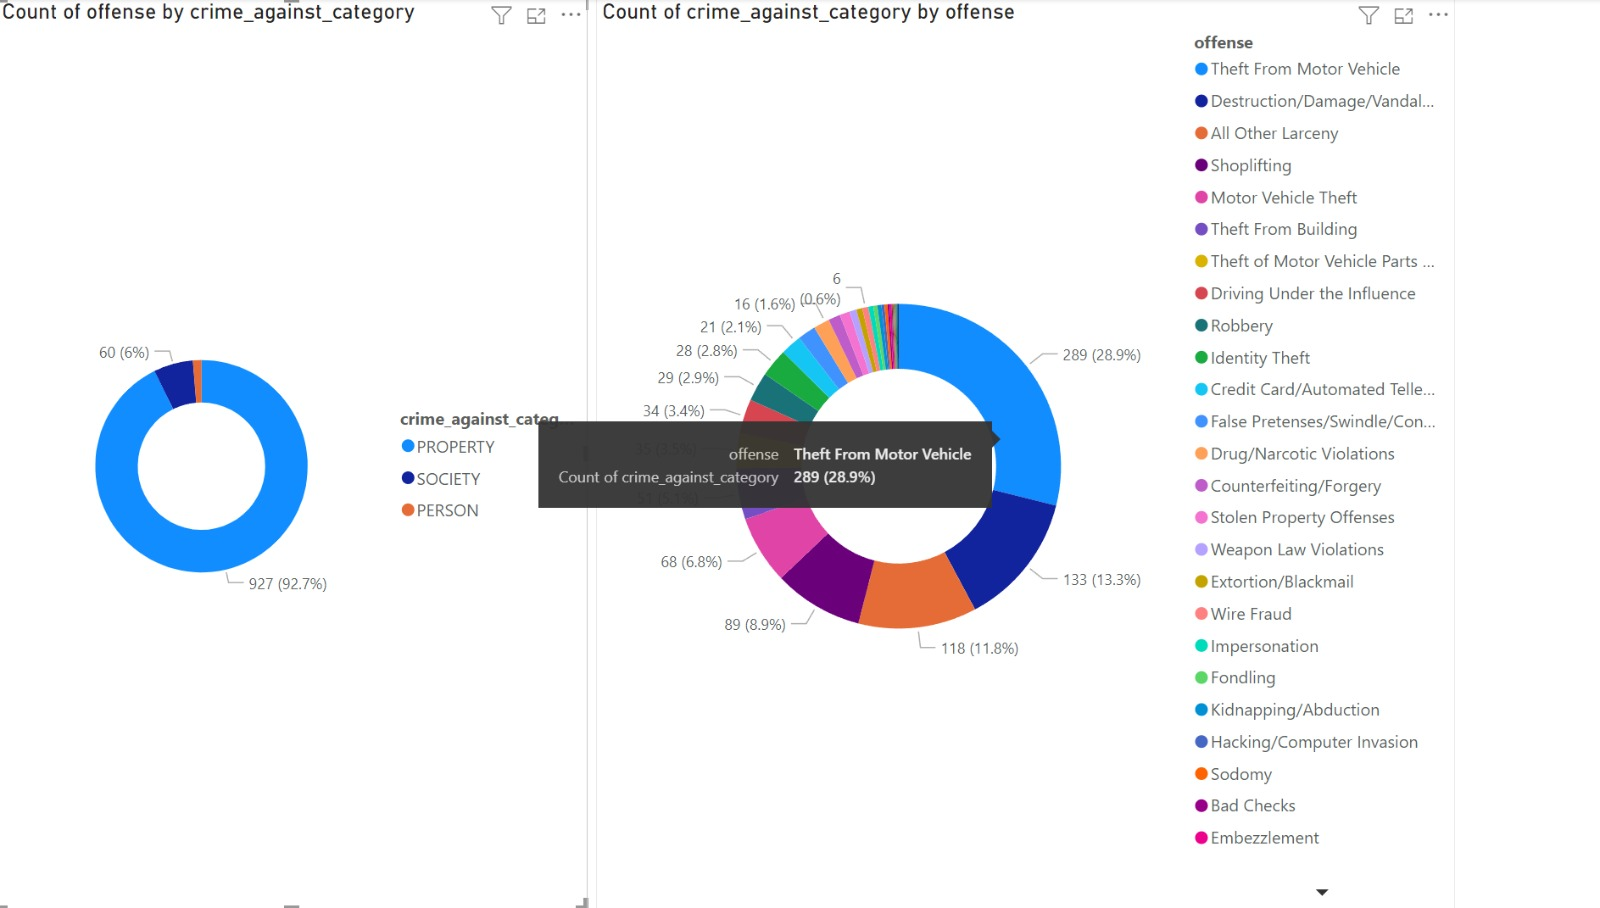 Count of offense by crime_against_category
60 (6%)
927 (92.7%)
crime_against_categ...
PROPERTY
SOCIETY
PERSON
Count of crime_against_category by offense
6
(0.6%)
16 (1.6%)
21 (2.1%)
28 (2.8%)
29 (2.9%)
34 (3.4%)
68 (6.8%)
89 (8.9%)
118 (11.8%)
133 (13.3%)
289 (28.9%)
offense Theft From Motor Vehicle
Count of crime_against_category 289 (28.9%)
offense
Theft From Motor Vehicle
Destruction/Damage/Vandal...
All Other Larceny
Shoplifting
Motor Vehicle Theft
Theft From Building
Theft of Motor Vehicle Parts ...
Driving Under the Influence
Robbery
Identity Theft
Credit Card/Automated Telle...
False Pretenses/Swindle/Con...
Drug/Narcotic Violations
Counterfeiting/Forgery
Stolen Property Offenses
Weapon Law Violations
Extortion/Blackmail
Wire Fraud
Impersonation
Fondling
Kidnapping/Abduction
Hacking/Computer Invasion
Sodomy
Bad Checks
Embezzlement